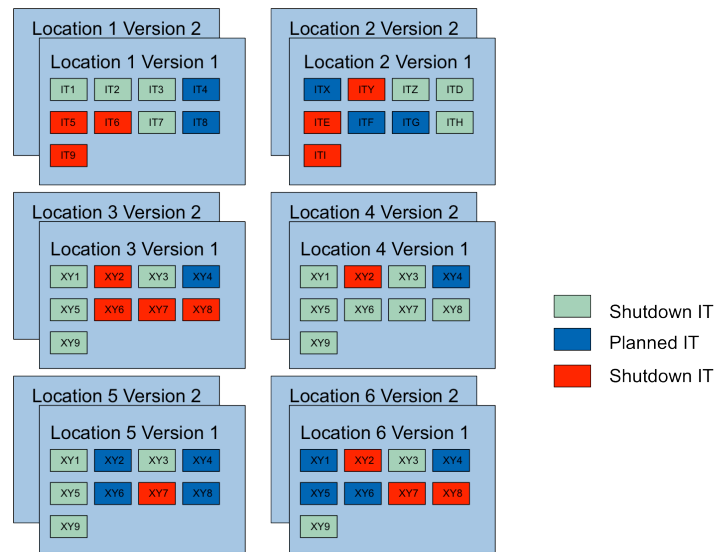 Location 1 Version 2
Location 1 Version 1
IT1 IT2 IT3 IT4
IT5 IT6 IT7 IT8
IT9
Location 2 Version 2
Location 2 Version 1
ITX ITY ITZ ITD
ITE ITF ITG ITH
ITI
Location 3 Version 2
Location 3 Version 1
XY1 XY2 XY3 XY4
XY5 XY6 XY7 XY8
XY9
Location 4 Version 2
Location 4 Version 1
XY1 XY2 XY3 XY4
XY5 XY6 XY7 XY8
XY9
Location 5 Version 2
Location 5 Version 1
XY1 XY2 XY3 XY4
XY5 XY6 XY7 XY8
XY9
Location 6 Version 2
Location 6 Version 1
XY1 XY2 XY3 XY4
XY5 XY6 XY7 XY8
XY9
Shutdown IT
Planned IT
Shutdown IT